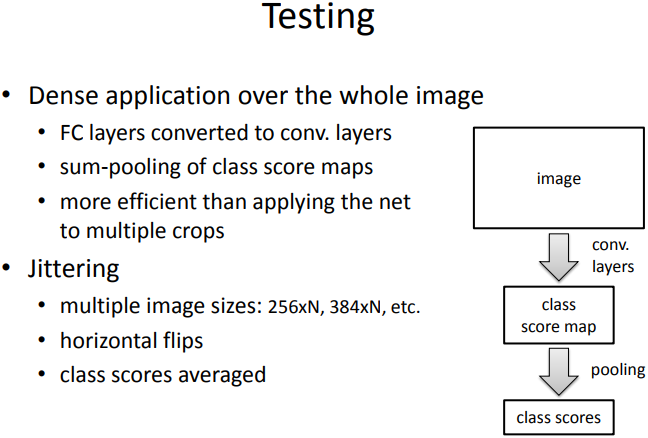 Testing
• Dense application over the whole image
• FC layers converted to conv. layers
• sum-pooling of class score maps
• more efficient than applying the net
to multiple crops
• Jittering
• multiple image sizes: 256xN, 384xN, etc.
• horizontal flips
• class scores averaged
image
conv.
layers
class
score map
pooling
class scores